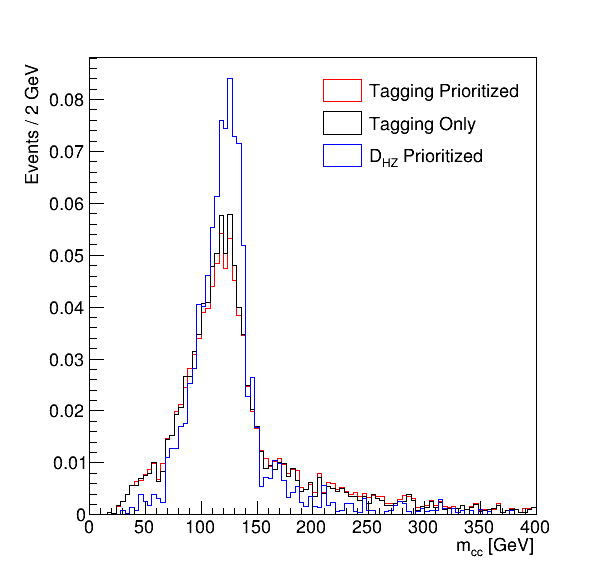 Events / 2 GeV
0.08
0.07
0.06
0.05
0.04
0.03
0.02
0.01
0
Tagging Prioritized
Tagging Only
D_HZ Prioritized
0 50 100 150 200 250 300 350 400
m_cc [GeV]